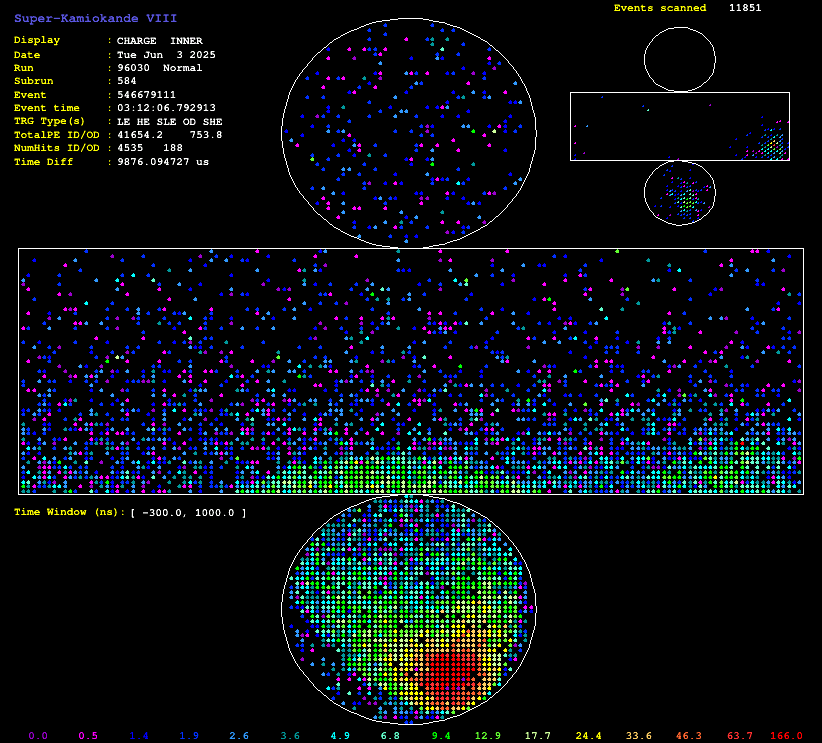 Super-Kamiokande VIII
Events scanned 11851
Display : CHARGE INNER
Date : Tue Jun 3 2025
Run : 96030 Normal
Subrun : 584
Event : 546679111
Event time : 03:12:06.792913
TRG Type(s) : LE HE SLE OD SHE
TotalPE ID/OD : 41654.2 753.8
NumHits ID/OD : 4535 188
Time Diff : 9876.094727 us
Time Window (ns): [ -300.0, 1000.0 ]
0.0 0.5 1.4 1.9 2.6 3.6 4.9 6.8 9.4 12.9 17.7 24.4 33.6 46.3 63.7 166.0